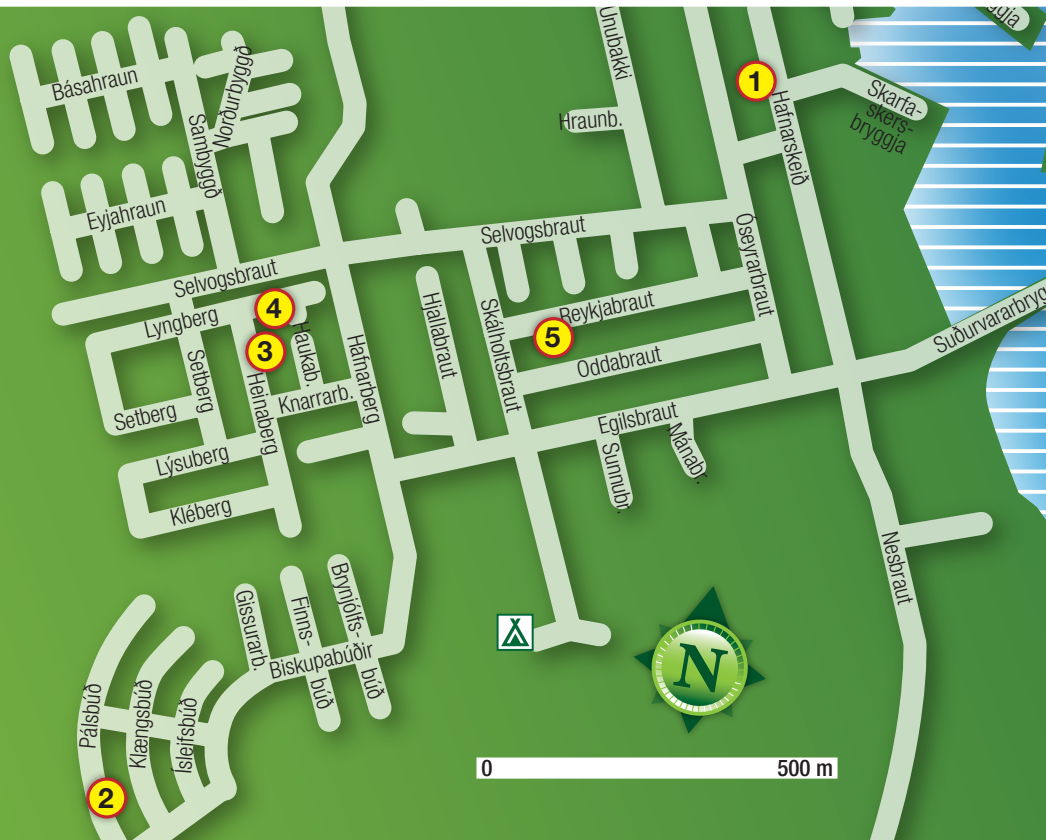 ggja
Unubakki
Básahraun
Norðurbyggð
Sambyggð
1
Hafnarskeið
Skarfa-
skers-
bryggja
Hraunb.
Eyjahraun
Selvogsbraut
Selvogsbraut
Óseyrarbraut
Lyngberg
4
Hjallabraut
Skálholtsbraut
Reykjabraut
5
Suðurvararbryg
3
Haukab.
Hafnarberg
Setberg
Oddabraut
Heinaberg
Knarrarb.
Setberg
Egilsbraut
Mánabr.
Sunnubr.
Lýsuberg
Kléberg
Nesbraut
Gissurarb.
Finns-
búð
Brynjólfs-
búð
Biskupabúðir
N
Pálsbúð
Klængsbúð
Ísleifsbúð
2
0
500 m